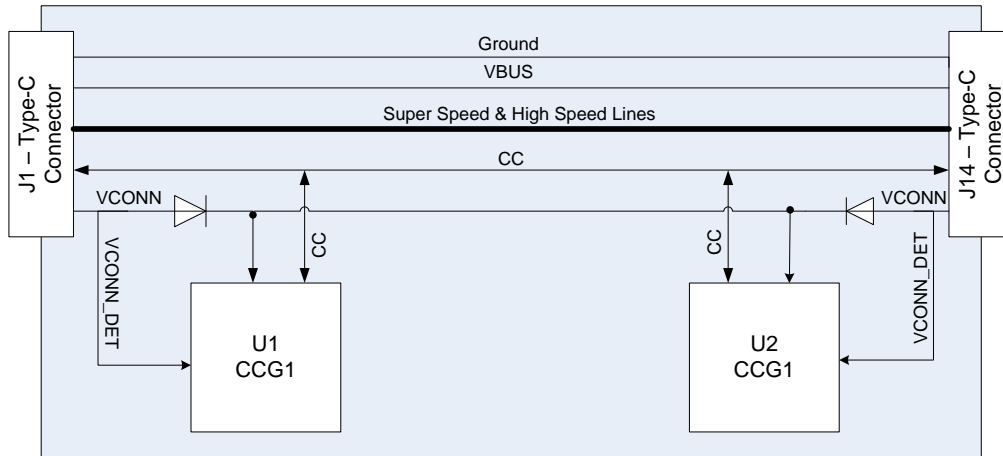 J1 – Type-C
Connector
Ground
VBUS
Super Speed & High Speed Lines
CC
VCONN
VCONN_DET
CC
U1
CCG1
CC
U2
CCG1
VCONN
VCONN_DET
J14 – Type-C
Connector